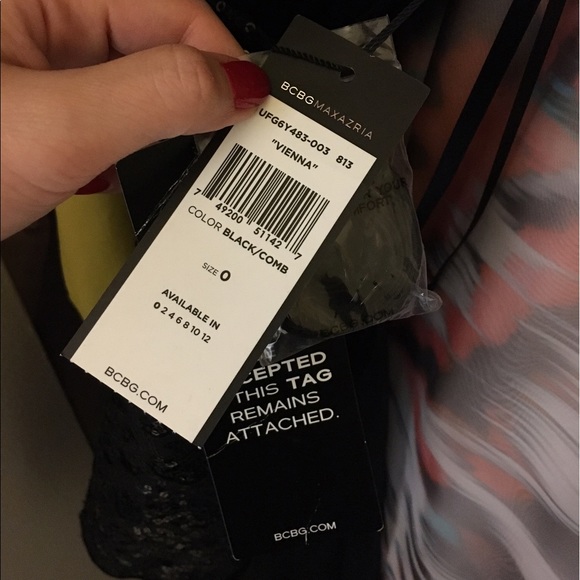 BCBGMAXAZRIA
UFG6Y483-003 813
"VIENNA"
7 49200 51142 7
COLOR BLACK/COMB
SIZE 0
AVAILABLE IN
0 2 4 6 8 10 12
BCBG.COM
CEPTED
THIS TAG
REMAINS
ATTACHED.
BCBG.COM